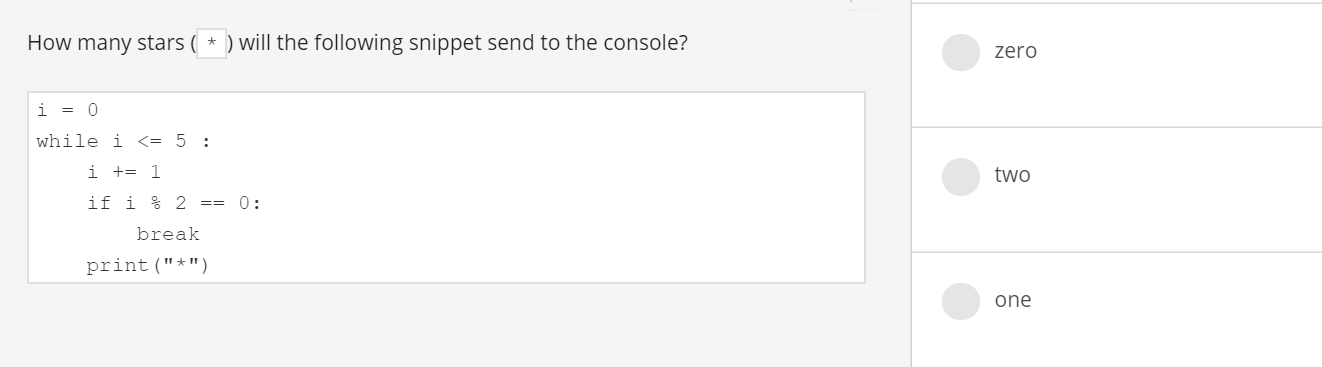 How many stars ( * ) will the following snippet send to the console?
i = 0
while i <= 5 :
    i += 1
    if i % 2 == 0:
        break
    print("*")
zero
two
one